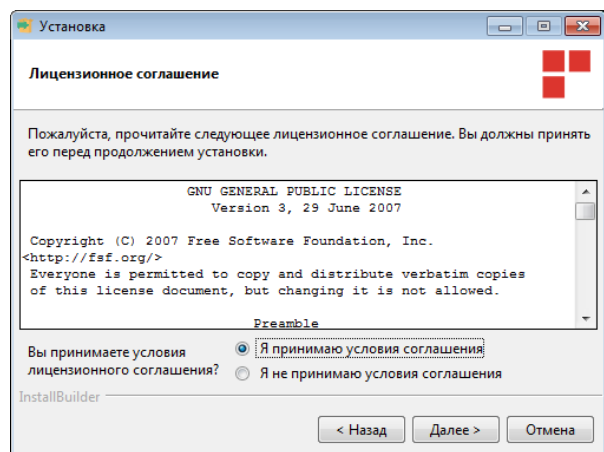 Установка
Лицензионное соглашение
Пожалуйста, прочитайте следующее лицензионное соглашение. Вы должны принять
его перед продолжением установки.
GNU GENERAL PUBLIC LICENSE
Version 3, 29 June 2007
Copyright (C) 2007 Free Software Foundation, Inc.
<http://fsf.org/>
Everyone is permitted to copy and distribute verbatim copies
of this license document, but changing it is not allowed.
Preamble
Вы принимаете условия
лицензионного соглашения?
Я принимаю условия соглашения
Я не принимаю условия соглашения
InstallBuilder
< Назад
Далее >
Отмена